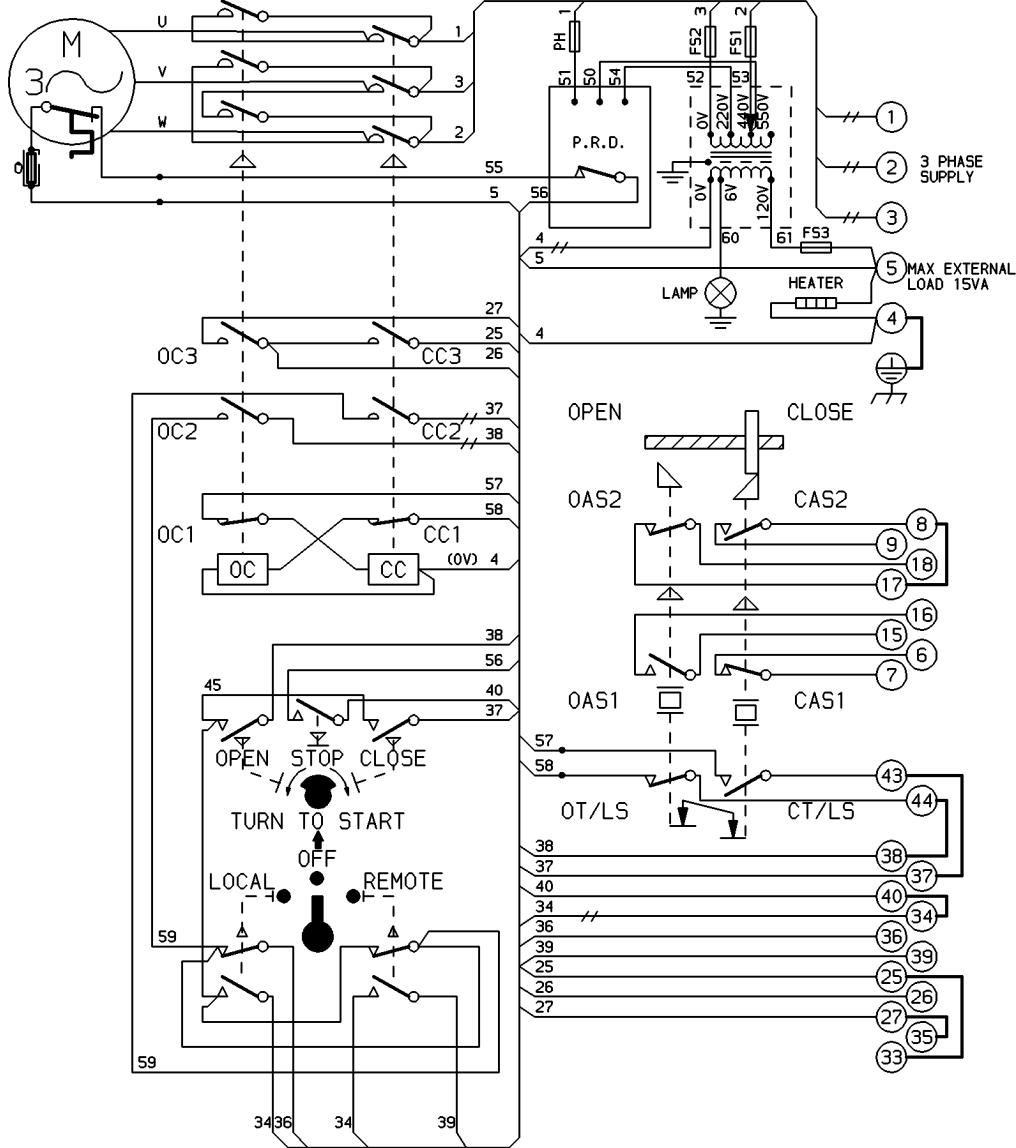 U
1
3
2
M
3
PH
FS2
FS1
1
V
51
50
54
52
53
3
W
P.R.D.
0V
220V
440V
550V
2
1
2
3 PHASE
SUPPLY
55
5
56
0V
6V
120V
3
4
5
60
61
FS3
5
MAX EXTERNAL
LOAD 15VA
LAMP
HEATER
27
4
OC3
25
CC3
26
4
OPEN
CLOSE
OC2
37
CC2
38
OAS2
CAS2
57
OC1
58
CC1
8
9
OC
CC
(0V) 4
18
17
16
38
15
56
6
45
40
7
37
OAS1
CAS1
OPEN
STOP
CLOSE
57
58
43
44
OT/LS
CT/LS
TURN TO START
OFF
38
38
37
37
LOCAL
REMOTE
40
40
34
34
59
36
36
39
39
25
25
26
26
27
27
35
59
33
34
36
34
39